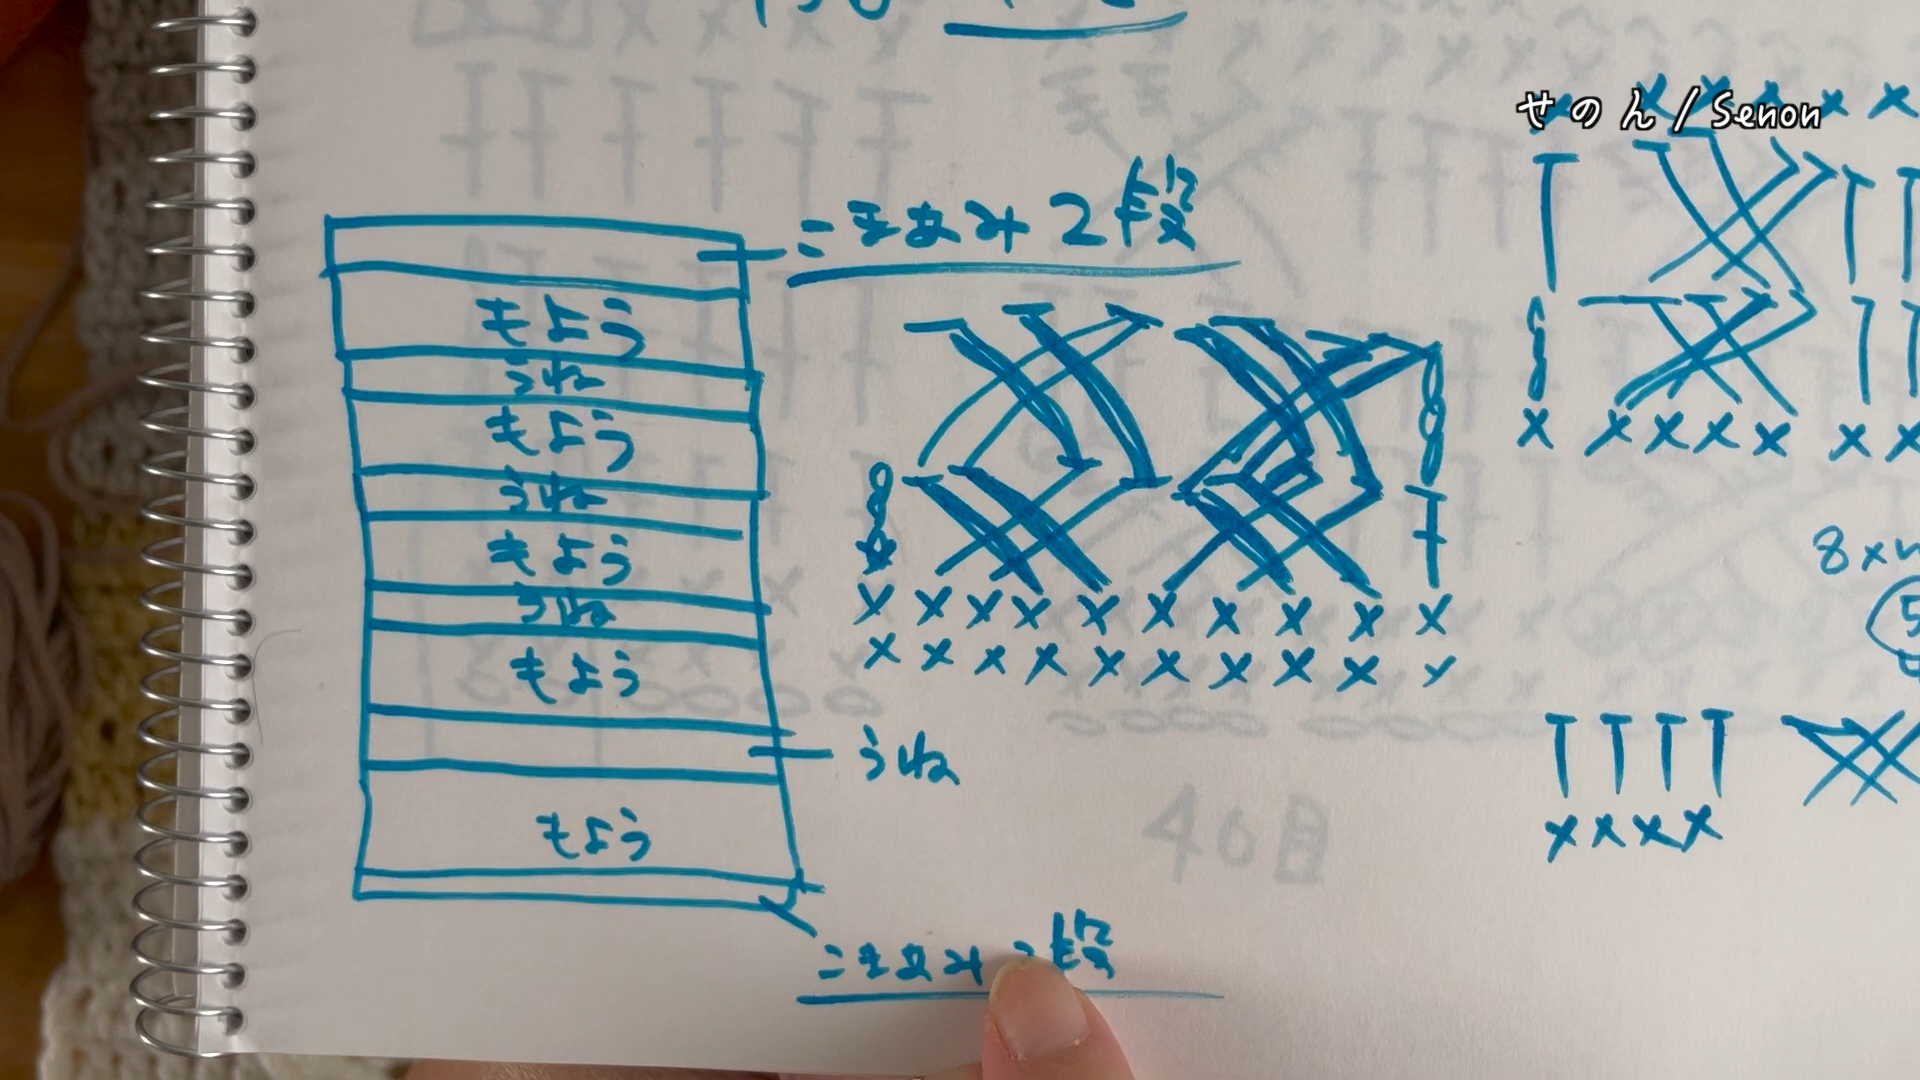 せのん / Senon
こまあみ2段
もよう
うね
もよう
うね
もよう
うね
もよう
うね
もよう
こまあみ2段